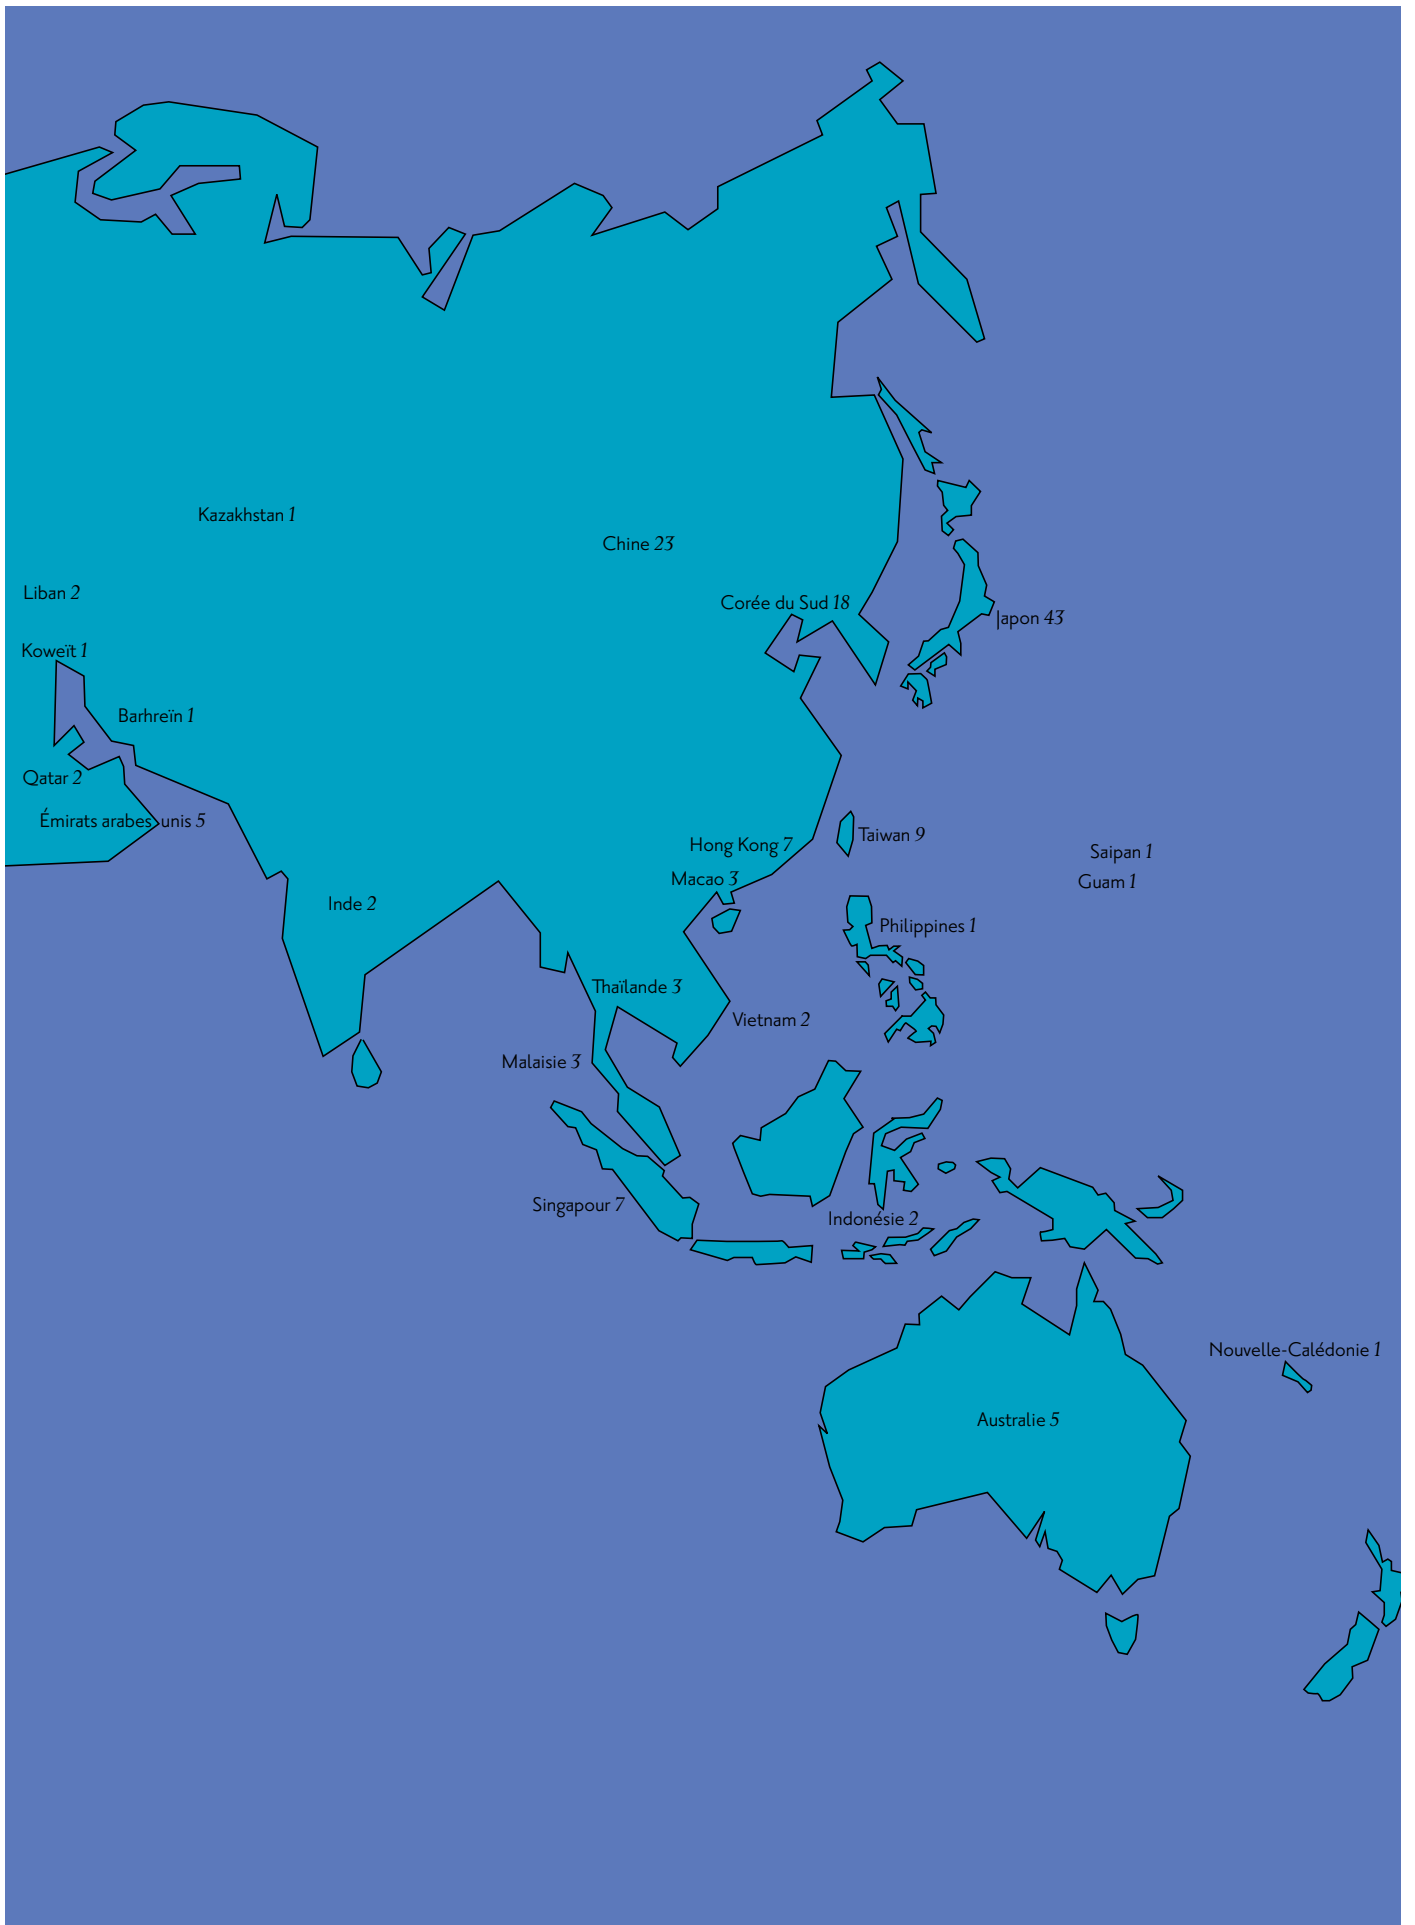 Kazakhstan 1
Chine 23
Liban 2
Corée du Sud 18
Japon 43
Koweït 1
Barhreïn 1
Qatar 2
Émirats arabes unis 5
Taiwan 9
Hong Kong 7
Saipan 1
Macao 3
Guam 1
Inde 2
Philippines 1
Thaïlande 3
Vietnam 2
Malaisie 3
Singapour 7
Indonésie 2
Nouvelle-Calédonie 1
Australie 5